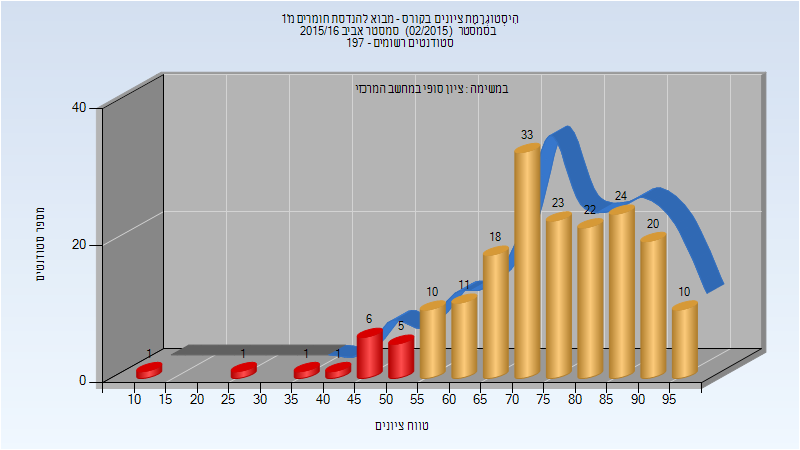 היסטוגרמת ציונים בקורס - מבוא להנדסת חומרים מ'1
בסמסטר (02/2015) סמסטר אביב 2015/16
סטודנטים רשומים - 197
במשימה : ציון סופי במחשב המרכזי
מספר סטודנטים
40
20
0
1 1 1 1 6 5 10 11 18 33 23 22 24 20 10
10 15 20 25 30 35 40 45 50 55 60 65 70 75 80 85 90 95
טווח ציונים